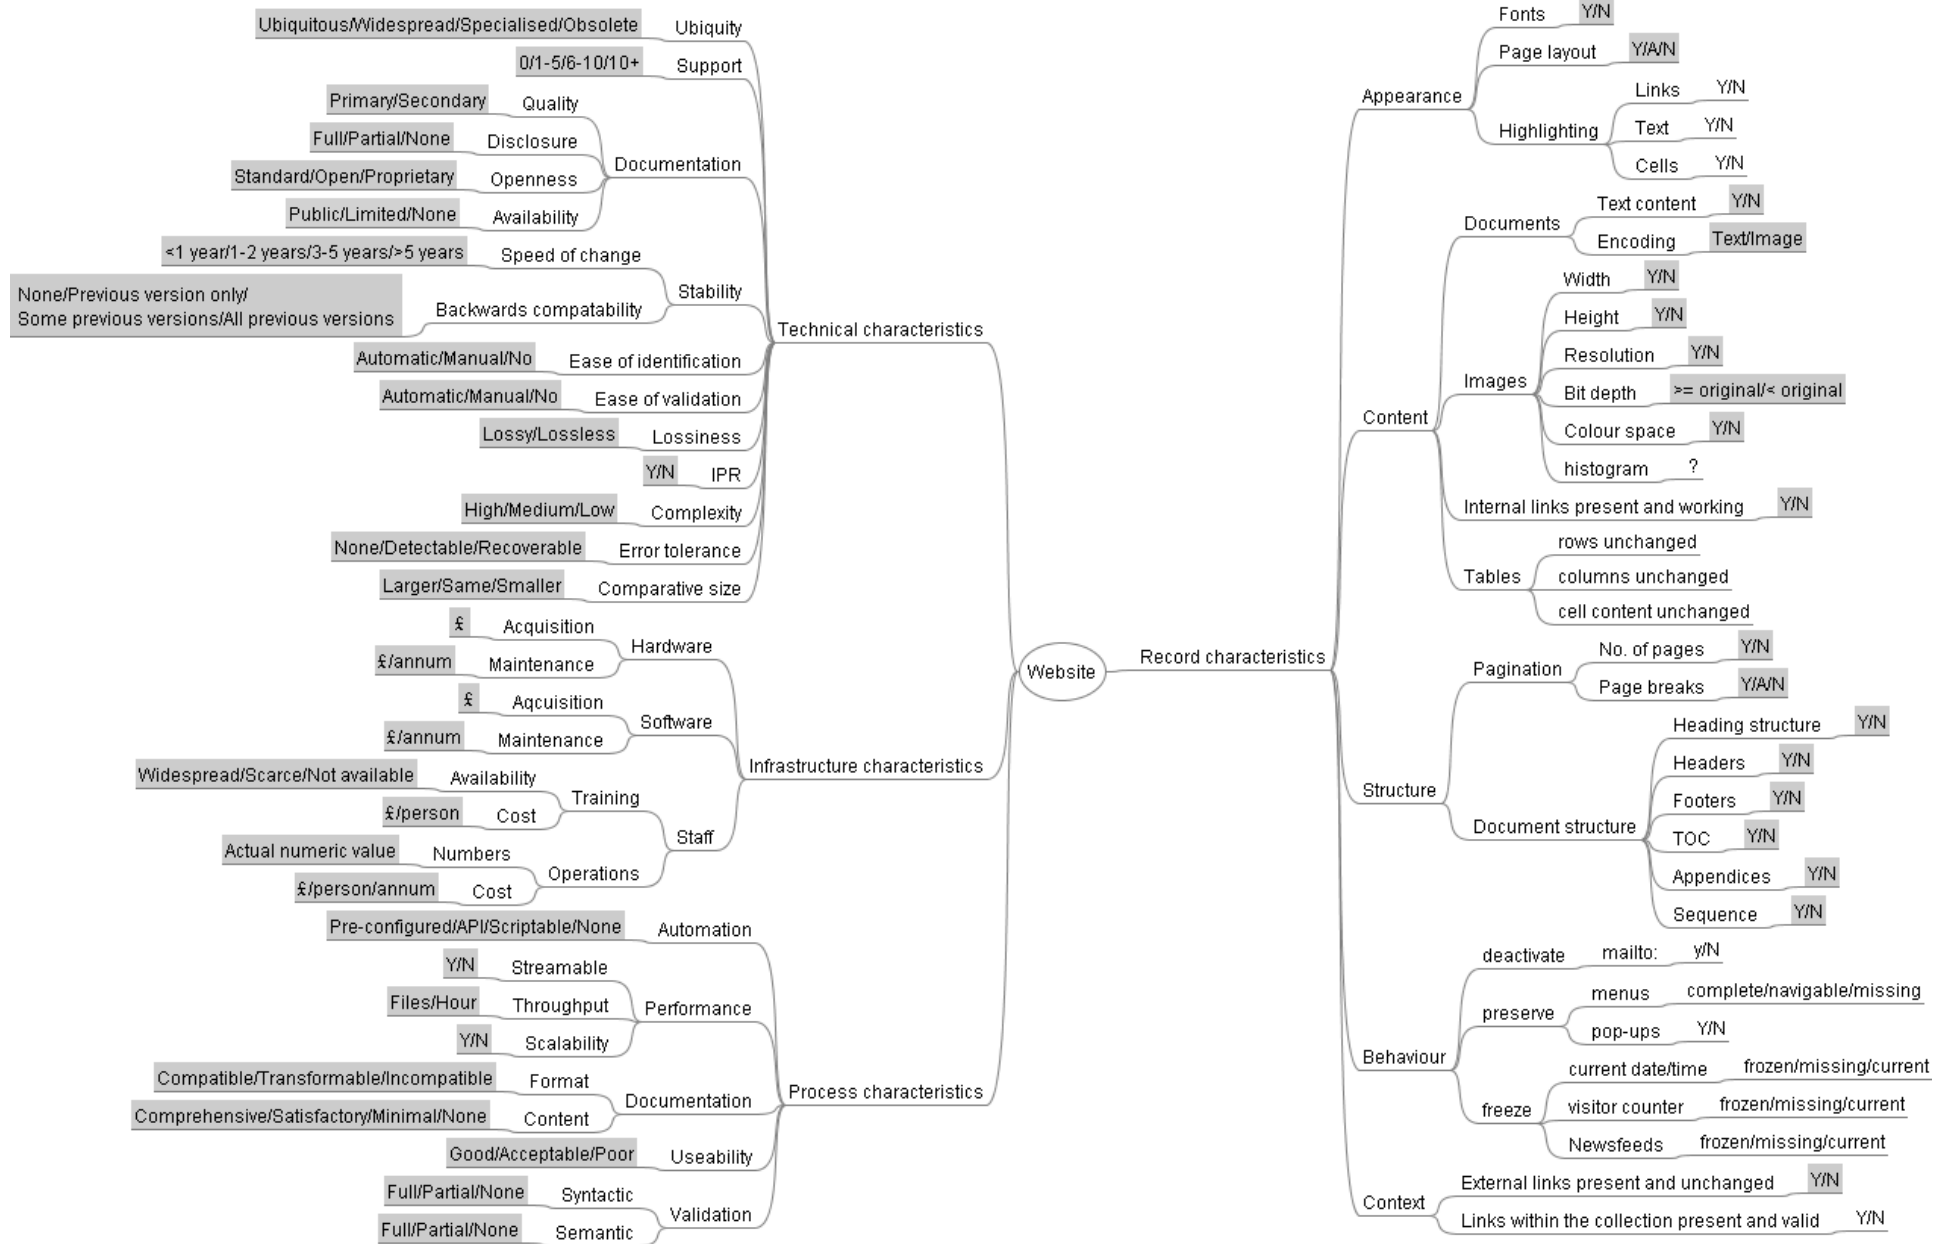 Ubiquitous/Widespread/Specialised/Obsolete Ubiquity
0/1-5/6-10/10+ Support
Primary/Secondary Quality
Full/Partial/None Disclosure
Documentation
Standard/Open/Proprietary Openness
Public/Limited/None Availability
<1 year/1-2 years/3-5 years/>5 years Speed of change
Stability
None/Previous version only/
Some previous versions/All previous versions
Backwards compatability
Technical characteristics
Automatic/Manual/No Ease of identification
Automatic/Manual/No Ease of validation
Lossy/Lossless Lossiness
Y/N IPR
High/Medium/Low Complexity
None/Detectable/Recoverable Error tolerance
Larger/Same/Smaller Comparative size
£ Acquisition
Hardware
£/annum Maintenance
£ Aqcuisition
Software
£/annum Maintenance
Infrastructure characteristics
Widespread/Scarce/Not available Availability
Training
£/person Cost
Staff
Actual numeric value Numbers
Operations
£/person/annum Cost
Pre-configured/API/Scriptable/None Automation
Y/N Streamable
Files/Hour Throughput
Performance
Y/N Scalability
Compatible/Transformable/Incompatible Format
Documentation
Process characteristics
Comprehensive/Satisfactory/Minimal/None Content
Good/Acceptable/Poor Useability
Full/Partial/None Syntactic
Validation
Full/Partial/None Semantic
Website
Record characteristics
Fonts Y/N
Page layout Y/A/N
Appearance
Links Y/N
Highlighting
Text Y/N
Cells Y/N
Text content Y/N
Documents
Encoding Text/Image
Width Y/N
Height Y/N
Resolution Y/N
Images
Bit depth >= original/< original
Content
Colour space Y/N
histogram ?
Internal links present and working Y/N
rows unchanged
Tables
columns unchanged
cell content unchanged
No. of pages Y/N
Pagination
Page breaks Y/A/N
Heading structure Y/N
Headers Y/N
Structure
Footers Y/N
Document structure
TOC Y/N
Appendices Y/N
Sequence Y/N
deactivate mailto: y/N
menus complete/navigable/missing
preserve
pop-ups Y/N
Behaviour
current date/time frozen/missing/current
freeze
visitor counter frozen/missing/current
Newsfeeds frozen/missing/current
External links present and unchanged Y/N
Context
Links within the collection present and valid Y/N